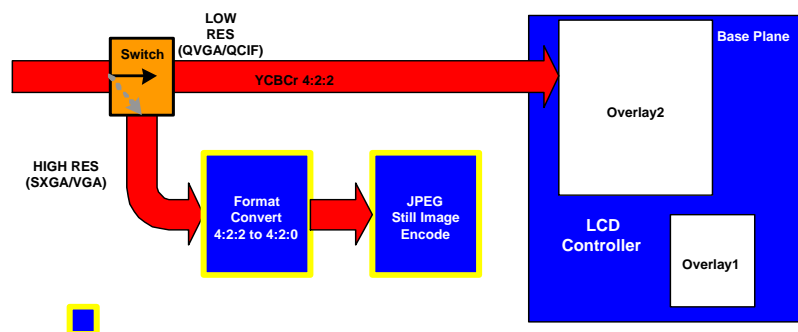 LOW
RES
(QVGA/QCIF)
Switch
YCBCr 4:2:2
Base Plane
Overlay2
HIGH RES
(SXGA/VGA)
Format
Convert
4:2:2 to 4:2:0
JPEG
Still Image
Encode
LCD
Controller
Overlay1